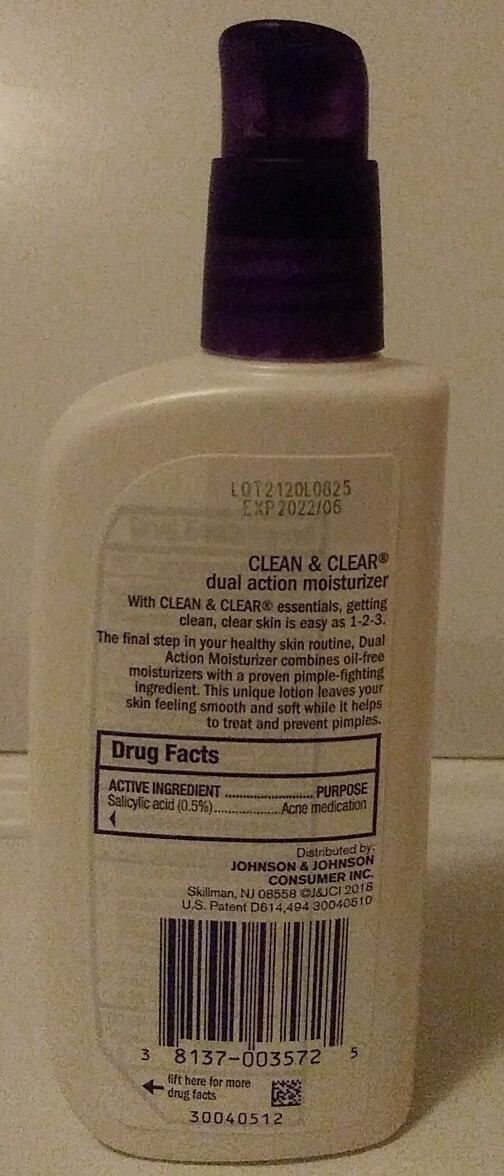 LOT2120L0825
EXP2022/06
CLEAN & CLEAR®
dual action moisturizer
With CLEAN & CLEAR® essentials, getting
clean, clear skin is easy as 1-2-3.
The final step in your healthy skin routine, Dual
Action Moisturizer combines oil-free
moisturizers with a proven pimple-fighting
ingredient. This unique lotion leaves your
skin feeling smooth and soft while it helps
to treat and prevent pimples.
Drug Facts
ACTIVE INGREDIENT ........................ PURPOSE
Salicylic acid (0.5%)................Acne medication
Distributed by:
JOHNSON & JOHNSON
CONSUMER INC.
Skillman, NJ 08558 ©J&JCI 2018
U.S. Patent D614,494 30040510
3 8137-003572 5
lift here for more
drug facts
30040512